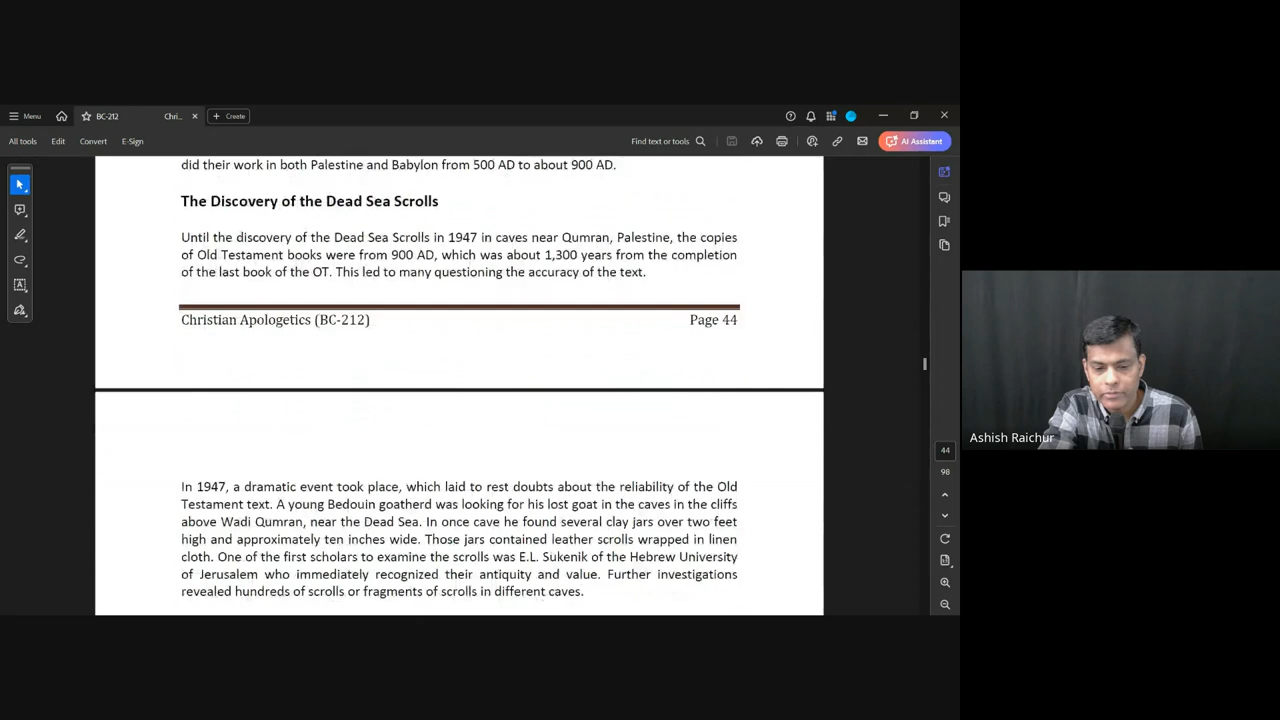 Menu
BC-212
Chri...
Create
All tools
Edit
Convert
E-Sign
Find text or tools
AI Assistant
did their work in both Palestine and Babylon from 500 AD to about 900 AD.
The Discovery of the Dead Sea Scrolls
Until the discovery of the Dead Sea Scrolls in 1947 in caves near Qumran, Palestine, the copies
of Old Testament books were from 900 AD, which was about 1,300 years from the completion
of the last book of the OT. This led to many questioning the accuracy of the text.
Christian Apologetics (BC-212)
Page 44
In 1947, a dramatic event took place, which laid to rest doubts about the reliability of the Old
Testament text. A young Bedouin goatherd was looking for his lost goat in the caves in the cliffs
above Wadi Qumran, near the Dead Sea. In once cave he found several clay jars over two feet
high and approximately ten inches wide. Those jars contained leather scrolls wrapped in linen
cloth. One of the first scholars to examine the scrolls was E.L. Sukenik of the Hebrew University
of Jerusalem who immediately recognized their antiquity and value. Further investigations
revealed hundreds of scrolls or fragments of scrolls in different caves.
44
98
Ashish Raichur